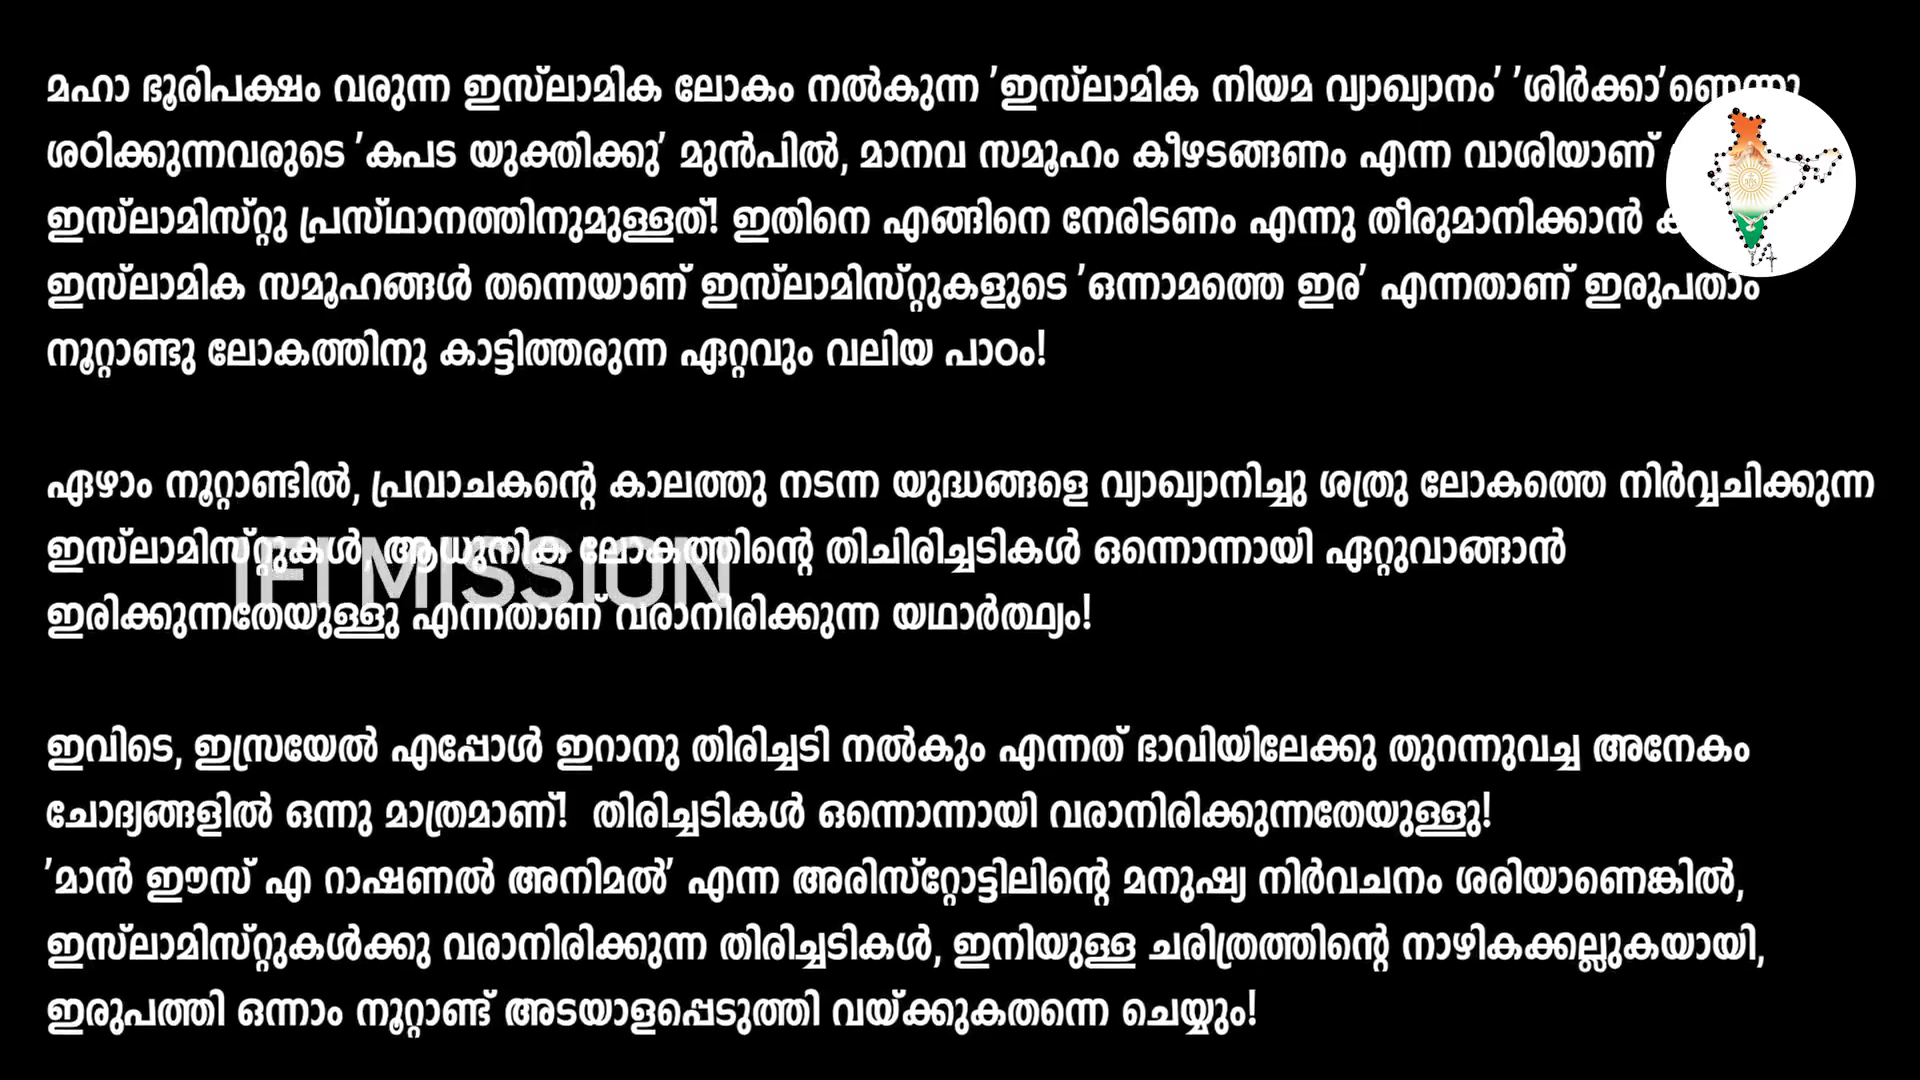 മഹാ ഭൂരിപക്ഷം വരുന്ന ഇസ്ലാമിക ലോകം നൽകുന്ന 'ഇസ്ലാമിക നിയമ വ്യാഖ്യാനം' 'ശിർക്കാ'ണെന്നു
ശഠിക്കുന്നവരുടെ 'കപട യുക്തിക്കു' മുൻപിൽ, മാനവ സമൂഹം കീഴടങ്ങണം എന്ന വാശിയാണ്
ഇസ്ലാമിസ്റ്റു പ്രസ്ഥാനത്തിനുമുള്ളത്! ഇതിനെ എങ്ങിനെ നേരിടണം എന്നു തീരുമാനിക്കാൻ
ഇസ്ലാമിക സമൂഹങ്ങൾ തന്നെയാണ് ഇസ്ലാമിസ്റ്റുകളുടെ 'ഒന്നാമത്തെ ഇര' എന്നതാണ് ഇരുപതാം
നൂറ്റാണ്ടു ലോകത്തിനു കാട്ടിത്തരുന്ന ഏറ്റവും വലിയ പാഠം!
ഏഴാം നൂറ്റാണ്ടിൽ, പ്രവാചകന്റെ കാലത്തു നടന്ന യുദ്ധങ്ങളെ വ്യാഖ്യാനിച്ചു ശത്രു ലോകത്തെ നിർവ്വചിക്കുന്ന
ഇസ്ലാമിസ്റ്റുകൾ, ആധുനിക ലോകത്തിന്റെ തിചിരിച്ചടികൾ ഒന്നൊന്നായി ഏറ്റുവാങ്ങാൻ
IFI MISSION
ഇരിക്കുന്നതേയുള്ളു എന്നതാണ് വരാനിരിക്കുന്ന യഥാർത്ഥ്യം!
ഇവിടെ, ഇസ്രയേൽ എപ്പോൾ ഇറാനു തിരിച്ചടി നൽകും എന്നത് ഭാവിയിലേക്കു തുറന്നുവച്ച അനേകം
ചോദ്യങ്ങളിൽ ഒന്നു മാത്രമാണ്! തിരിച്ചടികൾ ഒന്നൊന്നായി വരാനിരിക്കുന്നതേയുള്ളു!
'മാൻ ഈസ് എ റാഷണൽ അനിമൽ' എന്ന അരിസ്റ്റോട്ടിലിന്റെ മനുഷ്യ നിർവചനം ശരിയാണെങ്കിൽ,
ഇസ്ലാമിസ്റ്റുകൾക്കു വരാനിരിക്കുന്ന തിരിച്ചടികൾ, ഇനിയുള്ള ചരിത്രത്തിന്റെ നാഴികക്കല്ലുകയായി,
ഇരുപത്തി ഒന്നാം നൂറ്റാണ്ട് അടയാളപ്പെടുത്തി വയ്ക്കുകതന്നെ ചെയ്യും!